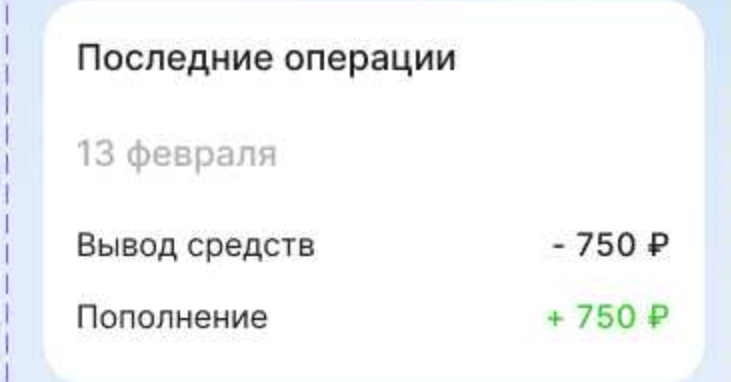 Последние операции
13 февраля
Вывод средств - 750 ₽
Пополнение + 750 ₽